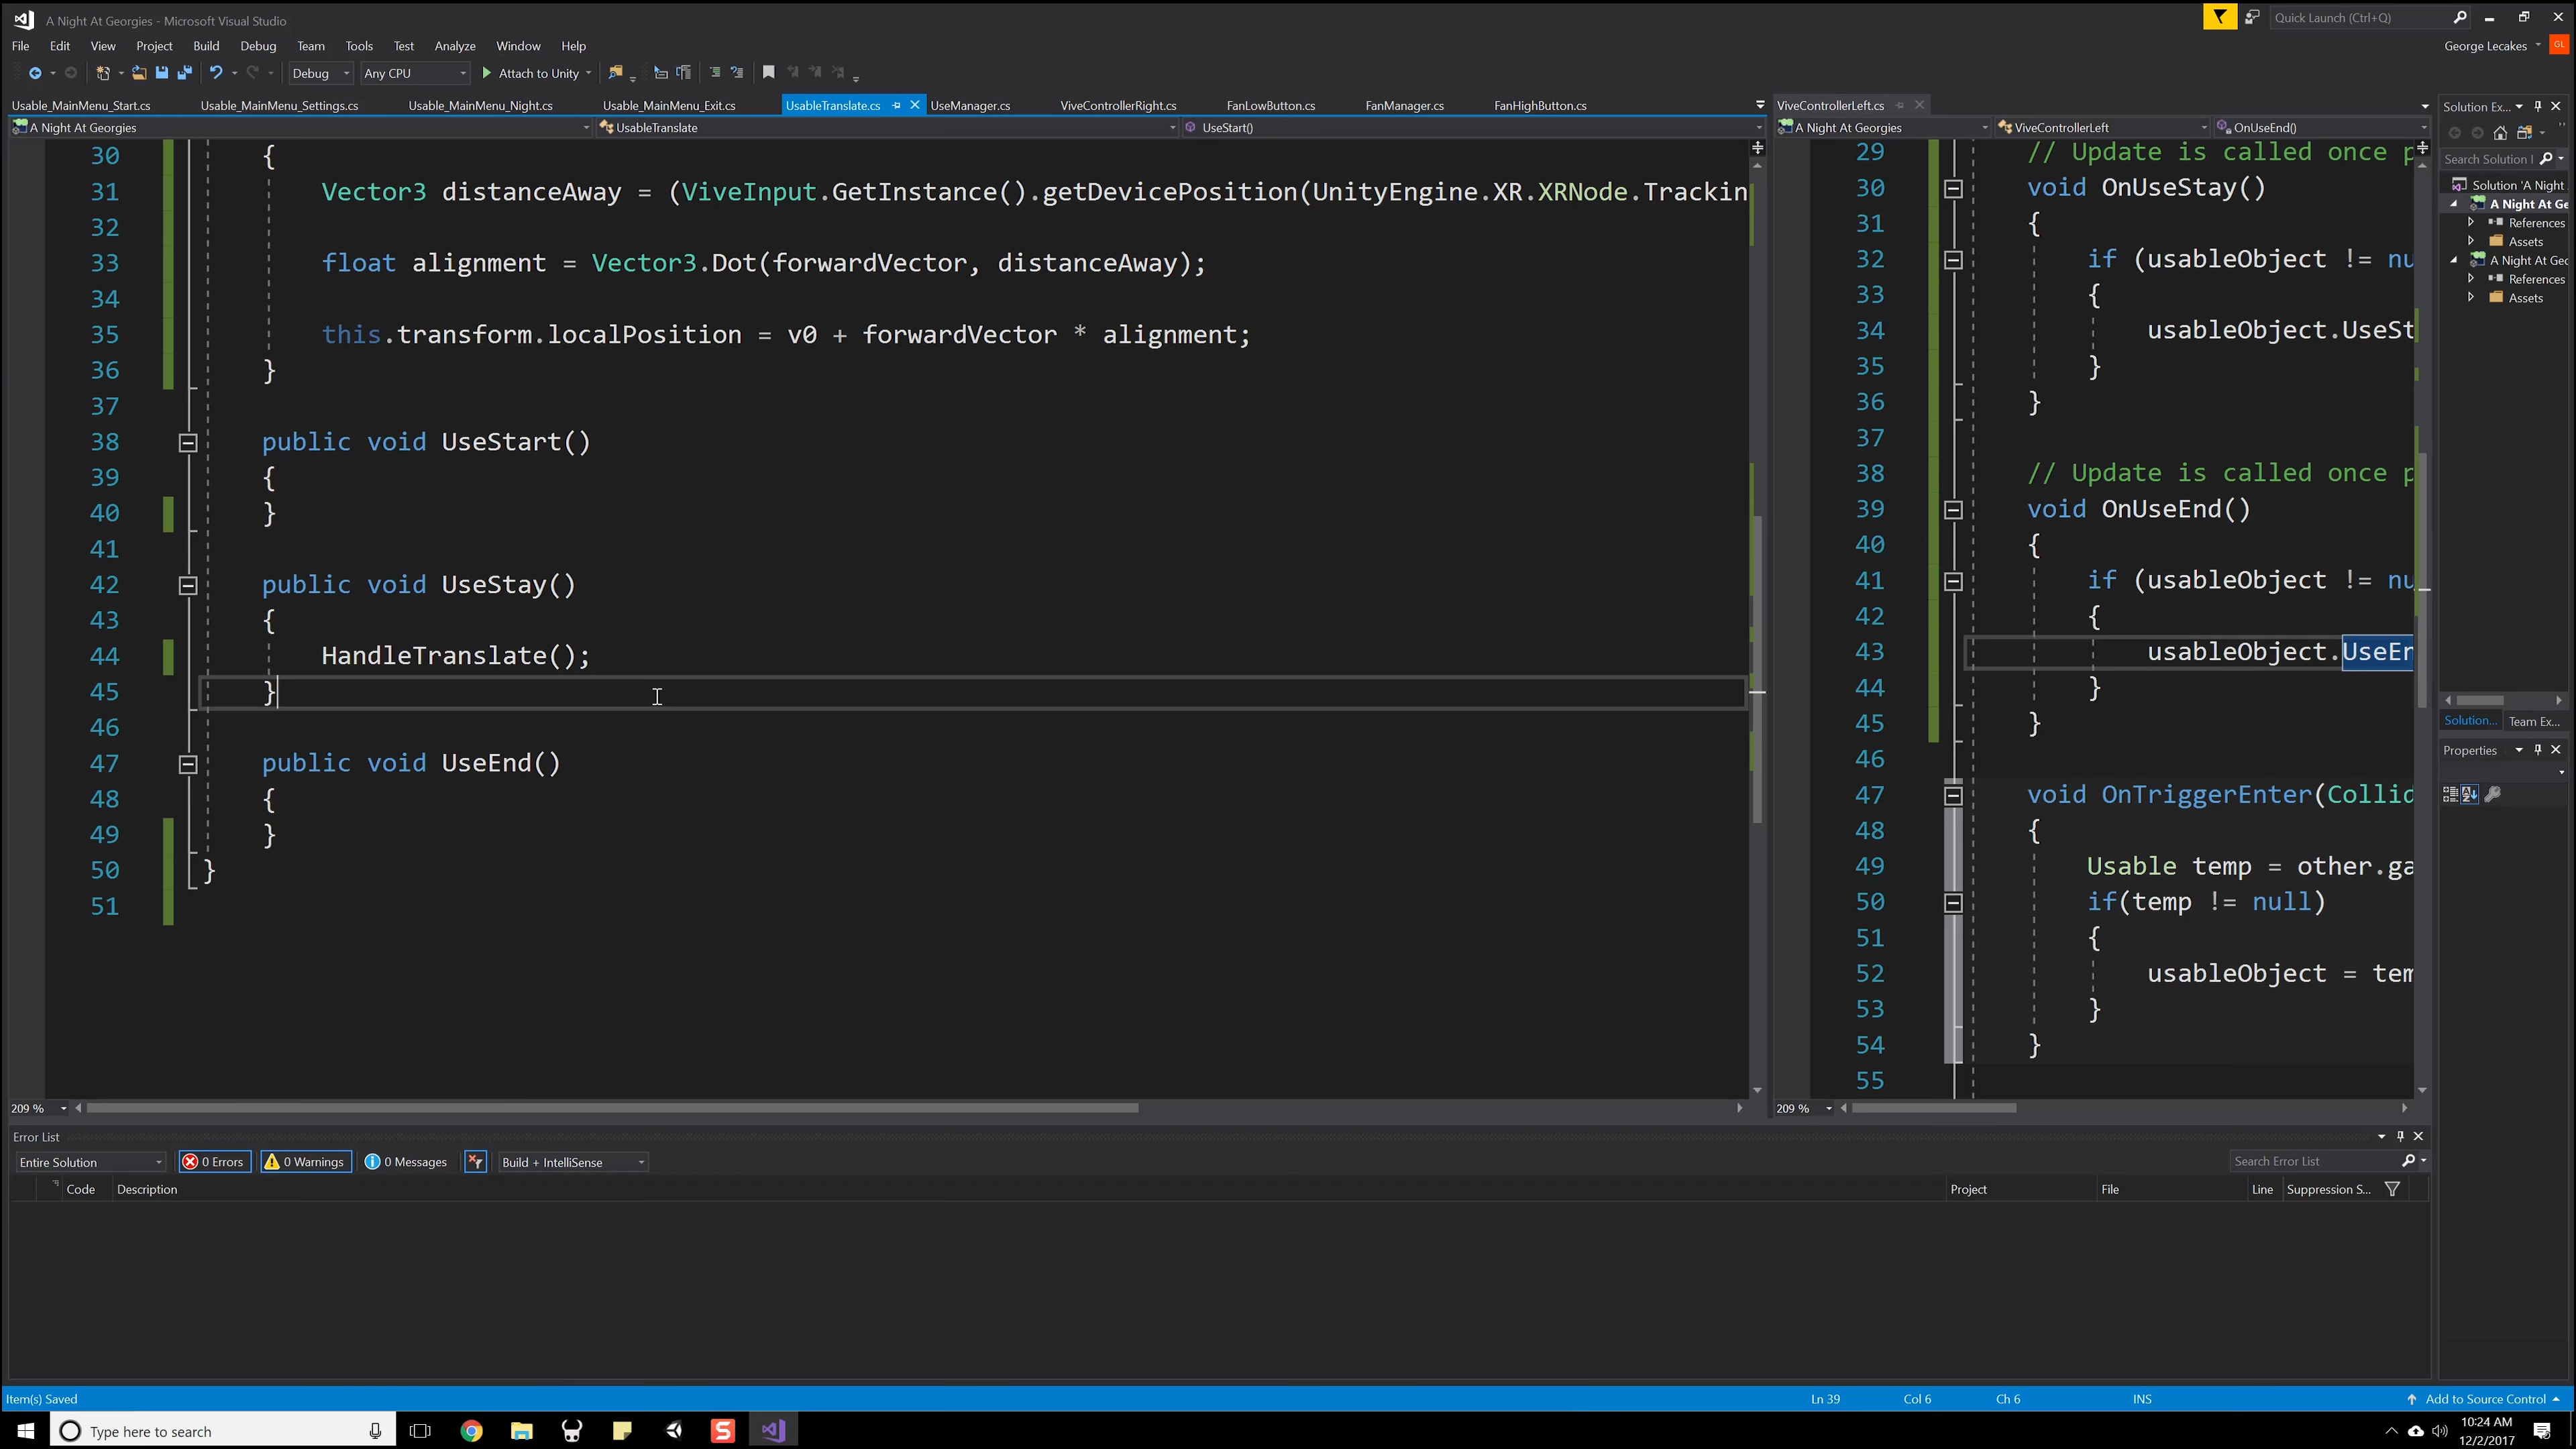 A Night At Georgies - Microsoft Visual Studio
Quick Launch (Ctrl+Q)
File Edit View Project Build Debug Team Tools Test Analyze Window Help
George Lecakes
GL
Debug Any CPU Attach to Unity
Usable_MainMenu_Start.cs Usable_MainMenu_Settings.cs Usable_MainMenu_Night.cs Usable_MainMenu_Exit.cs UsableTranslate.cs UseManager.cs ViveControllerRight.cs FanLowButton.cs FanManager.cs FanHighButton.cs
A Night At Georgies UsableTranslate UseStart()
30 {
31 Vector3 distanceAway = (ViveInput.GetInstance().getDevicePosition(UnityEngine.XR.XRNode.Trackin
32
33 float alignment = Vector3.Dot(forwardVector, distanceAway);
34
35 this.transform.localPosition = v0 + forwardVector * alignment;
36 }
37
38 public void UseStart()
39 {
40 }
41
42 public void UseStay()
43 {
44 HandleTranslate();
45 }
46
47 public void UseEnd()
48 {
49 }
50 }
51
209 %
ViveControllerLeft.cs
A Night At Georgies ViveControllerLeft OnUseEnd()
29 // Update is called once p
30 void OnUseStay()
31 {
32 if (usableObject != nu
33 {
34 usableObject.UseSt
35 }
36 }
37
38 // Update is called once p
39 void OnUseEnd()
40 {
41 if (usableObject != nu
42 {
43 usableObject.UseEn
44 }
45 }
46
47 void OnTriggerEnter(Collid
48 {
49 Usable temp = other.ga
50 if(temp != null)
51 {
52 usableObject = tem
53 }
54 }
55
209 %
Solution Ex...
Search Solution
Solution 'A Night
A Night At Ge
References
Assets
A Night At Geo
References
Assets
Solution... Team Ex...
Properties
Error List
Entire Solution 0 Errors 0 Warnings 0 Messages Build + IntelliSense
Search Error List
Code Description Project File Line Suppression S...
Item(s) Saved Ln 39 Col 6 Ch 6 INS Add to Source Control
Type here to search
10:24 AM
12/2/2017